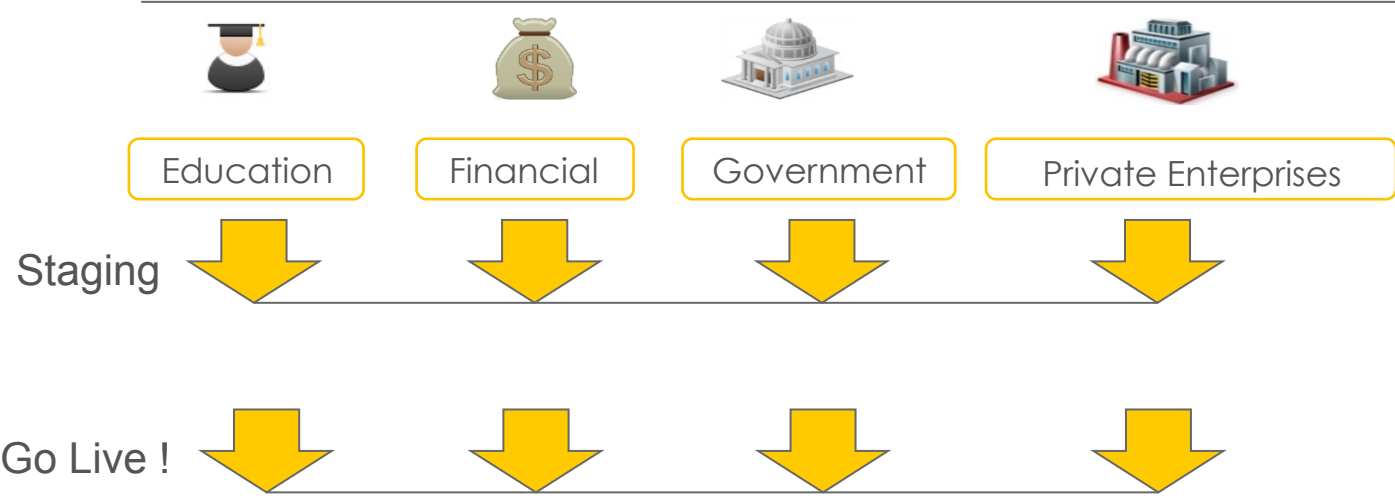 $
Education
Financial
Government
Private Enterprises
Staging
Go Live !